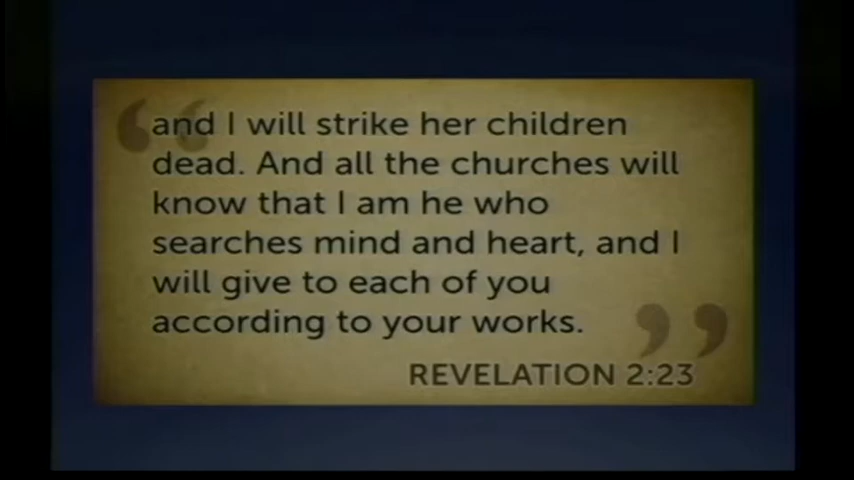 and I will strike her children
dead. And all the churches will
know that I am he who
searches mind and heart, and I
will give to each of you
according to your works.
REVELATION 2:23